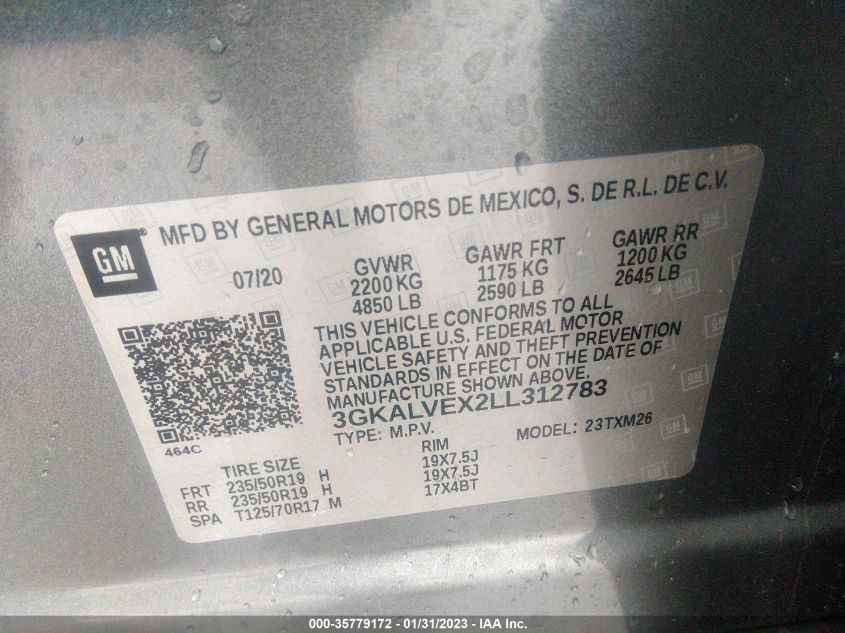 GM
MFD BY GENERAL MOTORS DE MEXICO, S. DE R.L. DE C.V.
07/20 GVWR GAWR FRT GAWR RR
2200 KG 1175 KG 1200 KG
4850 LB 2590 LB 2645 LB
THIS VEHICLE CONFORMS TO ALL
APPLICABLE U.S. FEDERAL MOTOR
VEHICLE SAFETY AND THEFT PREVENTION
STANDARDS IN EFFECT ON THE DATE OF
MANUFACTURE SHOWN ABOVE.
3GKALVEX2LL312783
TYPE: M.P.V. MODEL: 23TXM26
464C
TIRE SIZE RIM
FRT 235/50R19 H 19X7.5J
RR 235/50R19 H 19X7.5J
SPA T125/70R17 M 17X4BT
000-35779172 - 01/31/2023 - IAA Inc.